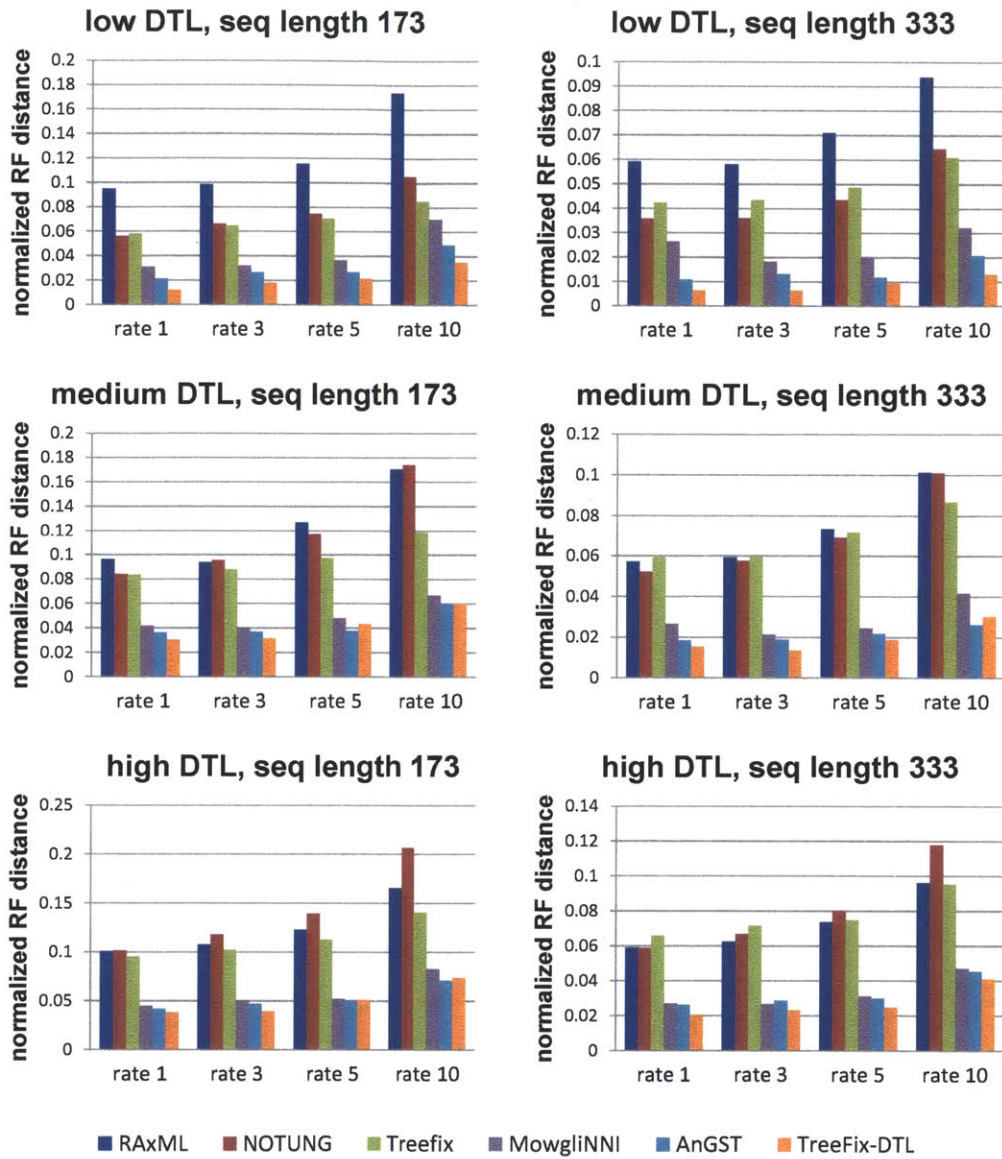 low DTL, seq length 173
normalized RF distance
0.2
0.18
0.16
0.14
0.12
0.1
0.08
0.06
0.04
0.02
0
rate 1 rate 3 rate 5 rate 10
low DTL, seq length 333
normalized RF distance
0.1
0.09
0.08
0.07
0.06
0.05
0.04
0.03
0.02
0.01
0
rate 1 rate 3 rate 5 rate 10
medium DTL, seq length 173
normalized RF distance
0.2
0.18
0.16
0.14
0.12
0.1
0.08
0.06
0.04
0.02
0
rate 1 rate 3 rate 5 rate 10
medium DTL, seq length 333
normalized RF distance
0.12
0.1
0.08
0.06
0.04
0.02
0
rate 1 rate 3 rate 5 rate 10
high DTL, seq length 173
normalized RF distance
0.25
0.2
0.15
0.1
0.05
0
rate 1 rate 3 rate 5 rate 10
high DTL, seq length 333
normalized RF distance
0.14
0.12
0.1
0.08
0.06
0.04
0.02
0
rate 1 rate 3 rate 5 rate 10
RAxML NOTUNG Treefix MowgliNNI AnGST TreeFix-DTL